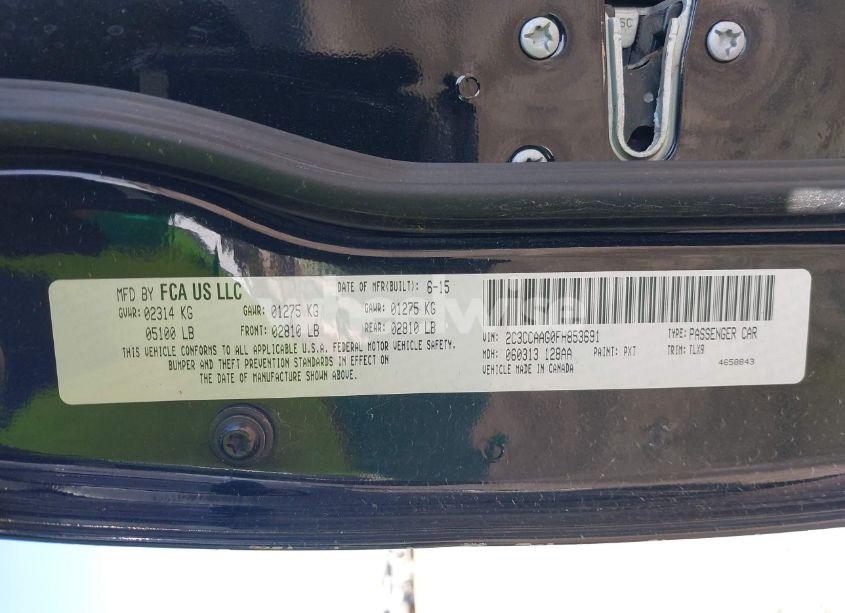 SC
MFD BY FCA US LLC DATE OF MFR(BUILT): 6-15
GVWR: 02314 KG GAWR: 01275 KG GAWR: 01275 KG
05100 LB FRONT: 02810 LB REAR: 02810 LB
THIS VEHICLE CONFORMS TO ALL APPLICABLE U.S.A. FEDERAL MOTOR VEHICLE SAFETY,
BUMPER AND THEFT PREVENTION STANDARDS IN EFFECT ON
THE DATE OF MANUFACTURE SHOWN ABOVE.
VIN: 2C3CCAAG0FH853691 TYPE: PASSENGER CAR
MDH: 060313 128AA PAINT: PXT TRIM: TLX9
VEHICLE MADE IN CANADA 4658843